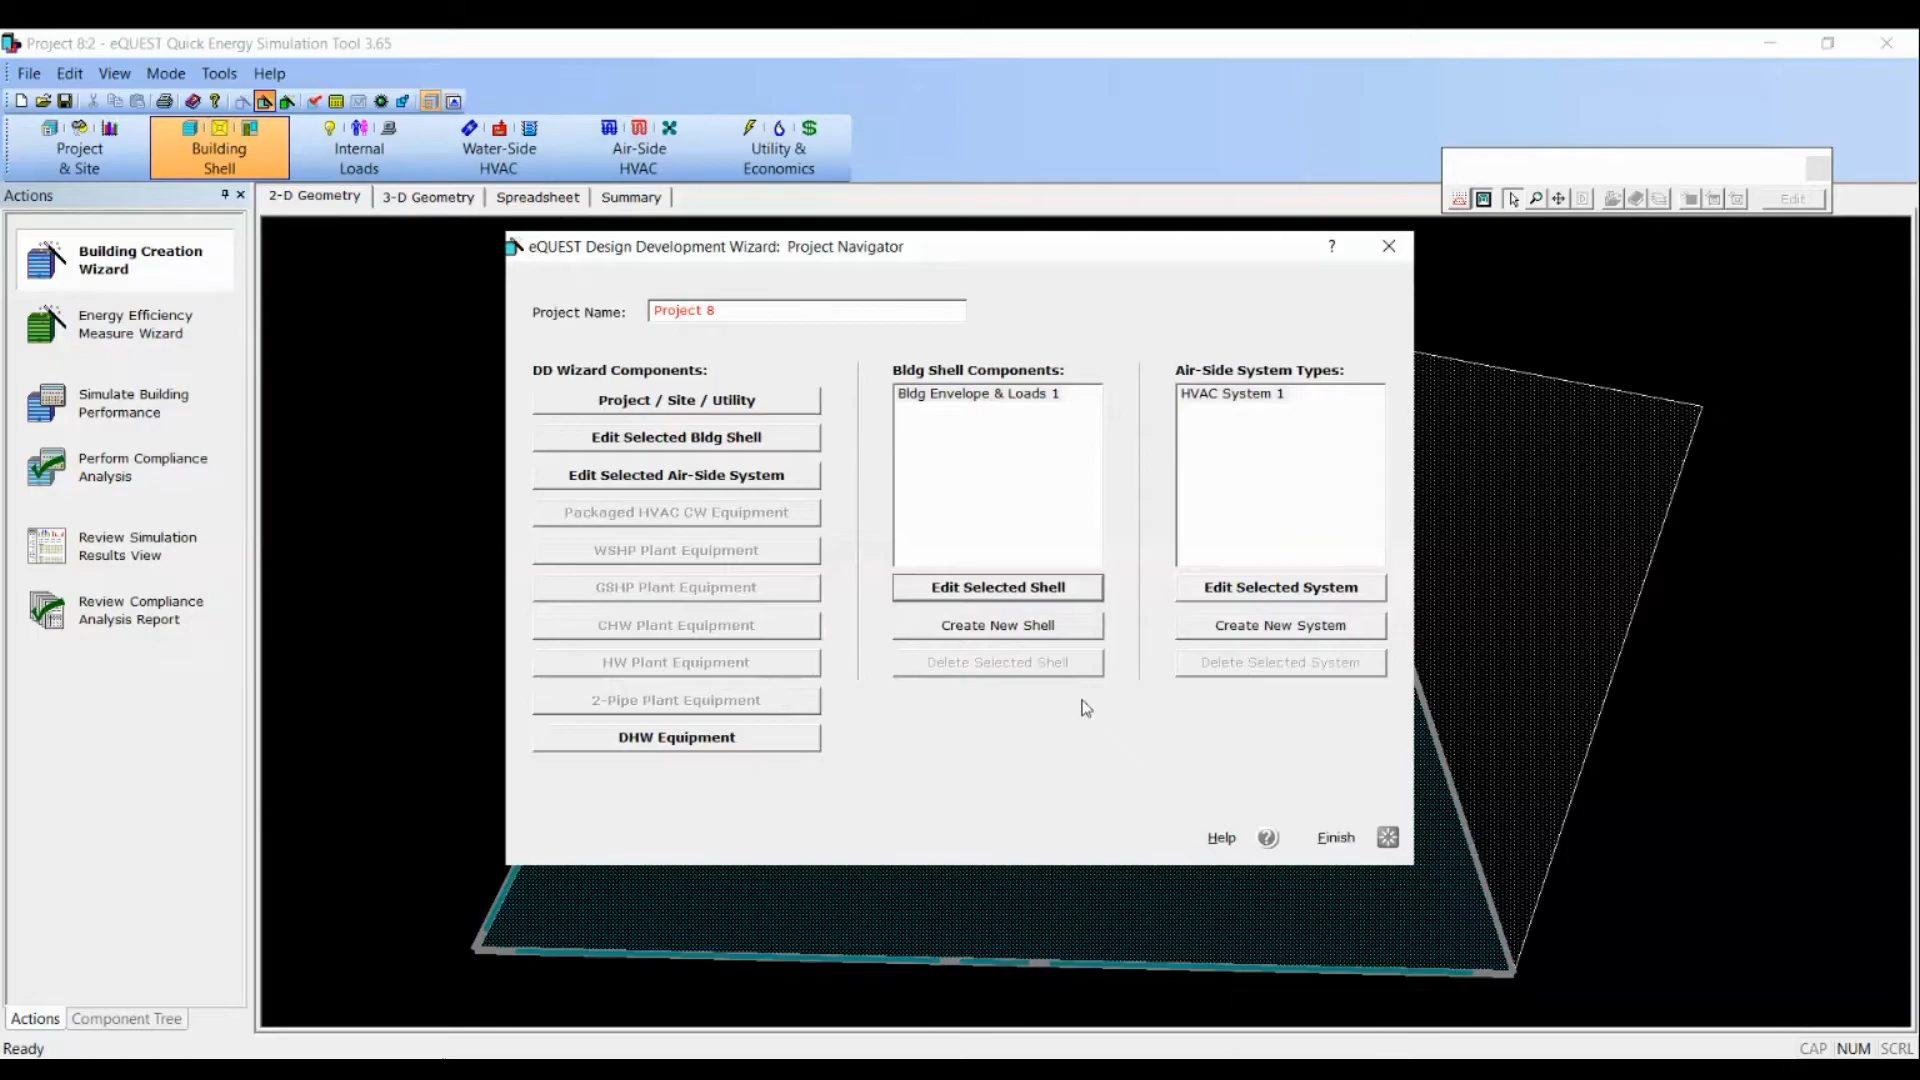 Project 8:2 - eQUEST Quick Energy Simulation Tool 3.65
File Edit View Mode Tools Help
Project & Site
Building Shell
Internal Loads
Water-Side HVAC
Air-Side HVAC
Utility & Economics
Actions
2-D Geometry 3-D Geometry Spreadsheet Summary
Edit
Building Creation
Wizard
Energy Efficiency
Measure Wizard
Simulate Building
Performance
Perform Compliance
Analysis
Review Simulation
Results View
Review Compliance
Analysis Report
eQUEST Design Development Wizard: Project Navigator
Project Name: Project 8
DD Wizard Components:
Project / Site / Utility
Edit Selected Bldg Shell
Edit Selected Air-Side System
Packaged HVAC CW Equipment
WSHP Plant Equipment
GSHP Plant Equipment
CHW Plant Equipment
HW Plant Equipment
2-Pipe Plant Equipment
DHW Equipment
Bldg Shell Components:
Bldg Envelope & Loads 1
Edit Selected Shell
Create New Shell
Delete Selected Shell
Air-Side System Types:
HVAC System 1
Edit Selected System
Create New System
Delete Selected System
Help Finish
Actions Component Tree
Ready
CAP NUM SCRL